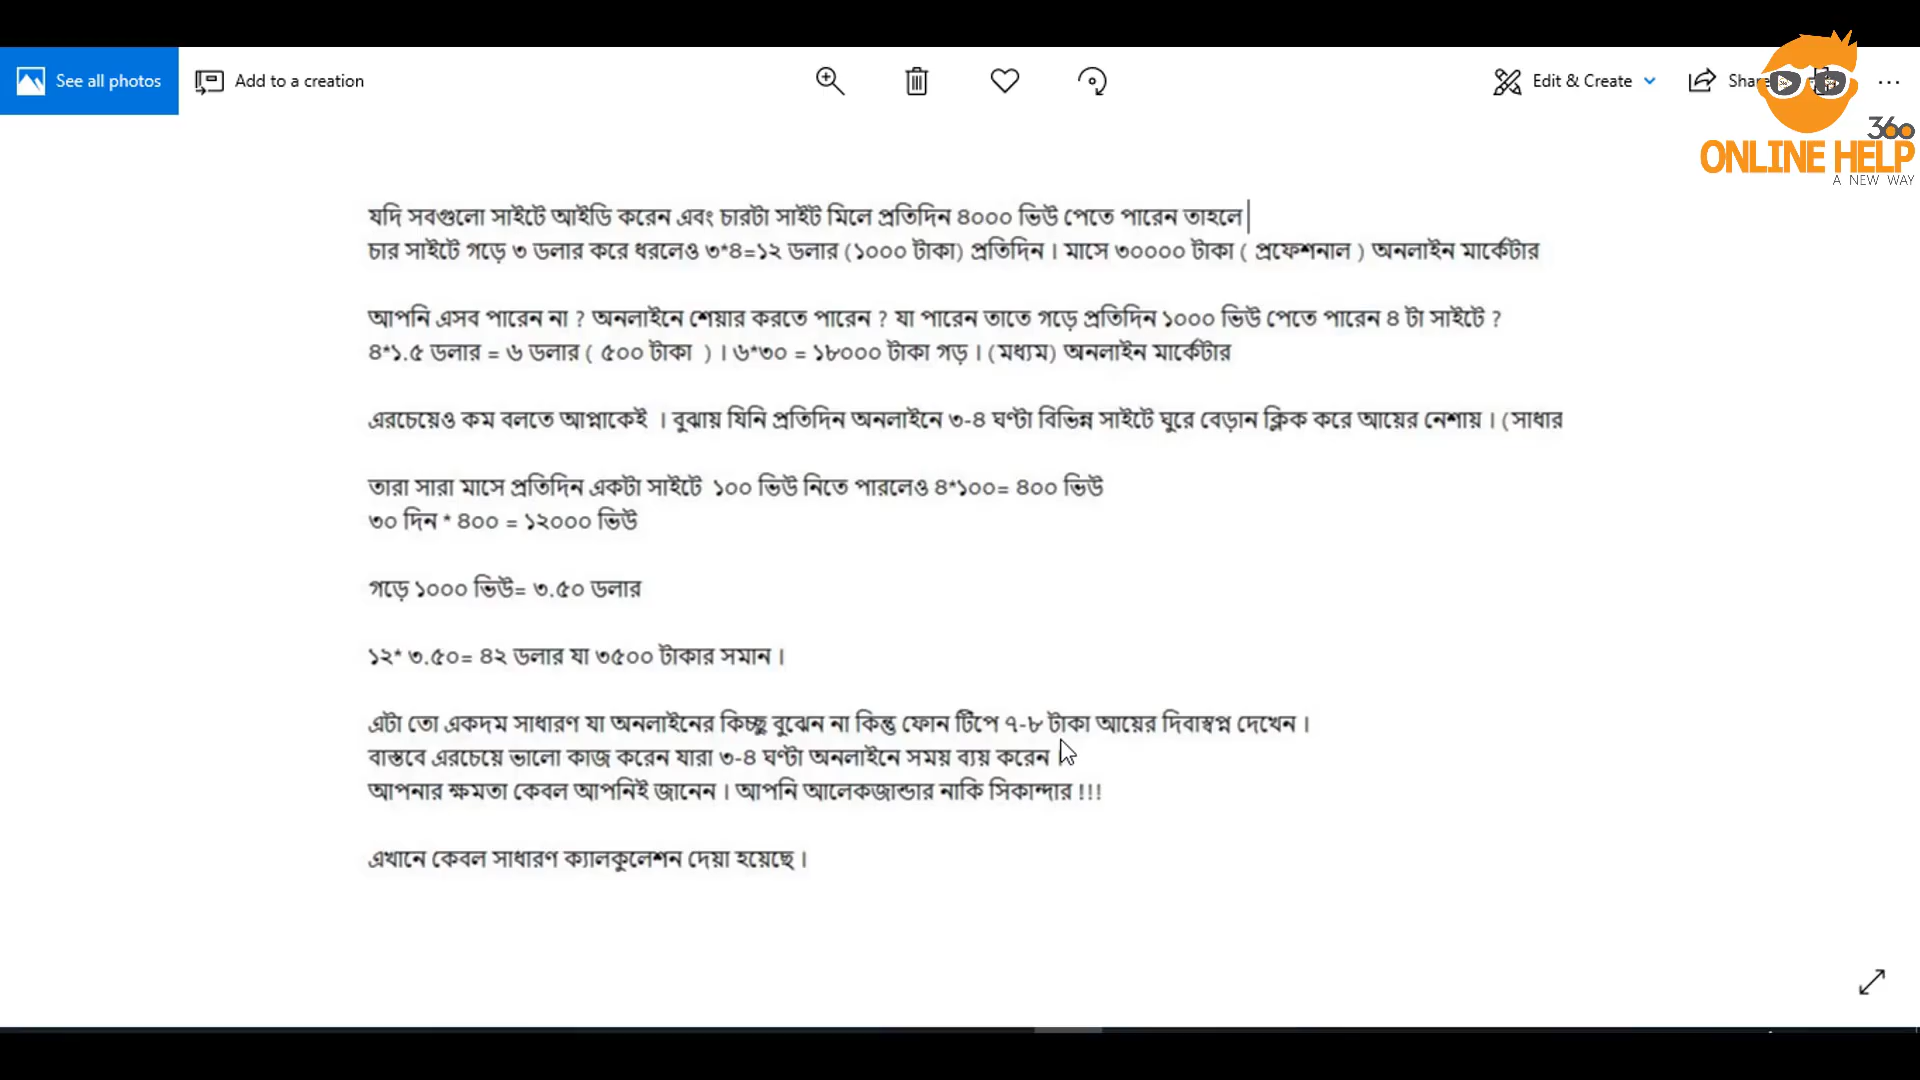 See all photos
Add to a creation
Edit & Create
Share
360
ONLINE HELP
A NEW WAY
যদি সবগুলো সাইটে আইডি করেন এবং চারটা সাইট মিলে প্রতিদিন ৪০০০ ভিউ পেতে পারেন তাহলে
চার সাইটে গড়ে ৩ ডলার করে ধরলেও ৩*৪=১২ ডলার (১০০০ টাকা) প্রতিদিন। মাসে ৩০০০০ টাকা ( প্রফেশনাল ) অনলাইন মার্কেটার
আপনি এসব পারেন না ? অনলাইনে শেয়ার করতে পারেন ? যা পারেন তাতে গড়ে প্রতিদিন ১০০০ ভিউ পেতে পারেন ৪ টা সাইটে ?
৪*১.৫ ডলার = ৬ ডলার ( ৫০০ টাকা ) । ৬*৩০ = ১৮০০০ টাকা গড় । (মধ্যম) অনলাইন মার্কেটার
এরচেয়েও কম বলতে আপ্নাকেই । বুঝায় যিনি প্রতিদিন অনলাইনে ৩-৪ ঘণ্টা বিভিন্ন সাইটে ঘুরে বেড়ান ক্লিক করে আয়ের নেশায় । (সাধার
তারা সারা মাসে প্রতিদিন একটা সাইটে ১০০ ভিউ নিতে পারলেও ৪*১০০= ৪০০ ভিউ
৩০ দিন * ৪০০ = ১২০০০ ভিউ
গড়ে ১০০০ ভিউ= ৩.৫০ ডলার
১২* ৩.৫০= ৪২ ডলার যা ৩৫০০ টাকার সমান ।
এটা তো একদম সাধারণ যা অনলাইনের কিচ্ছু বুঝেন না কিন্তু ফোন টিপে ৭-৮ টাকা আয়ের দিবাস্বপ্ন দেখেন ।
বাস্তবে এরচেয়ে ভালো কাজ করেন যারা ৩-৪ ঘণ্টা অনলাইনে সময় ব্যয় করেন ।
আপনার ক্ষমতা কেবল আপনিই জানেন । আপনি আলেকজান্ডার নাকি সিকান্দার !!!
এখানে কেবল সাধারণ ক্যালকুলেশন দেয়া হয়েছে ।